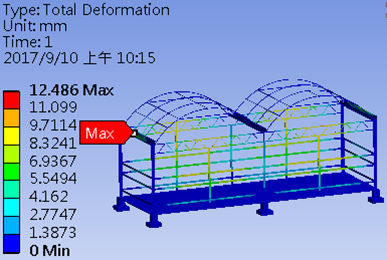 Type: Total Deformation
Unit: mm
Time: 1
2017/9/10 上午 10:15
12.486 Max
11.099
9.7114
8.3241
6.9367
5.5494
4.162
2.7747
1.3873
0 Min
Max